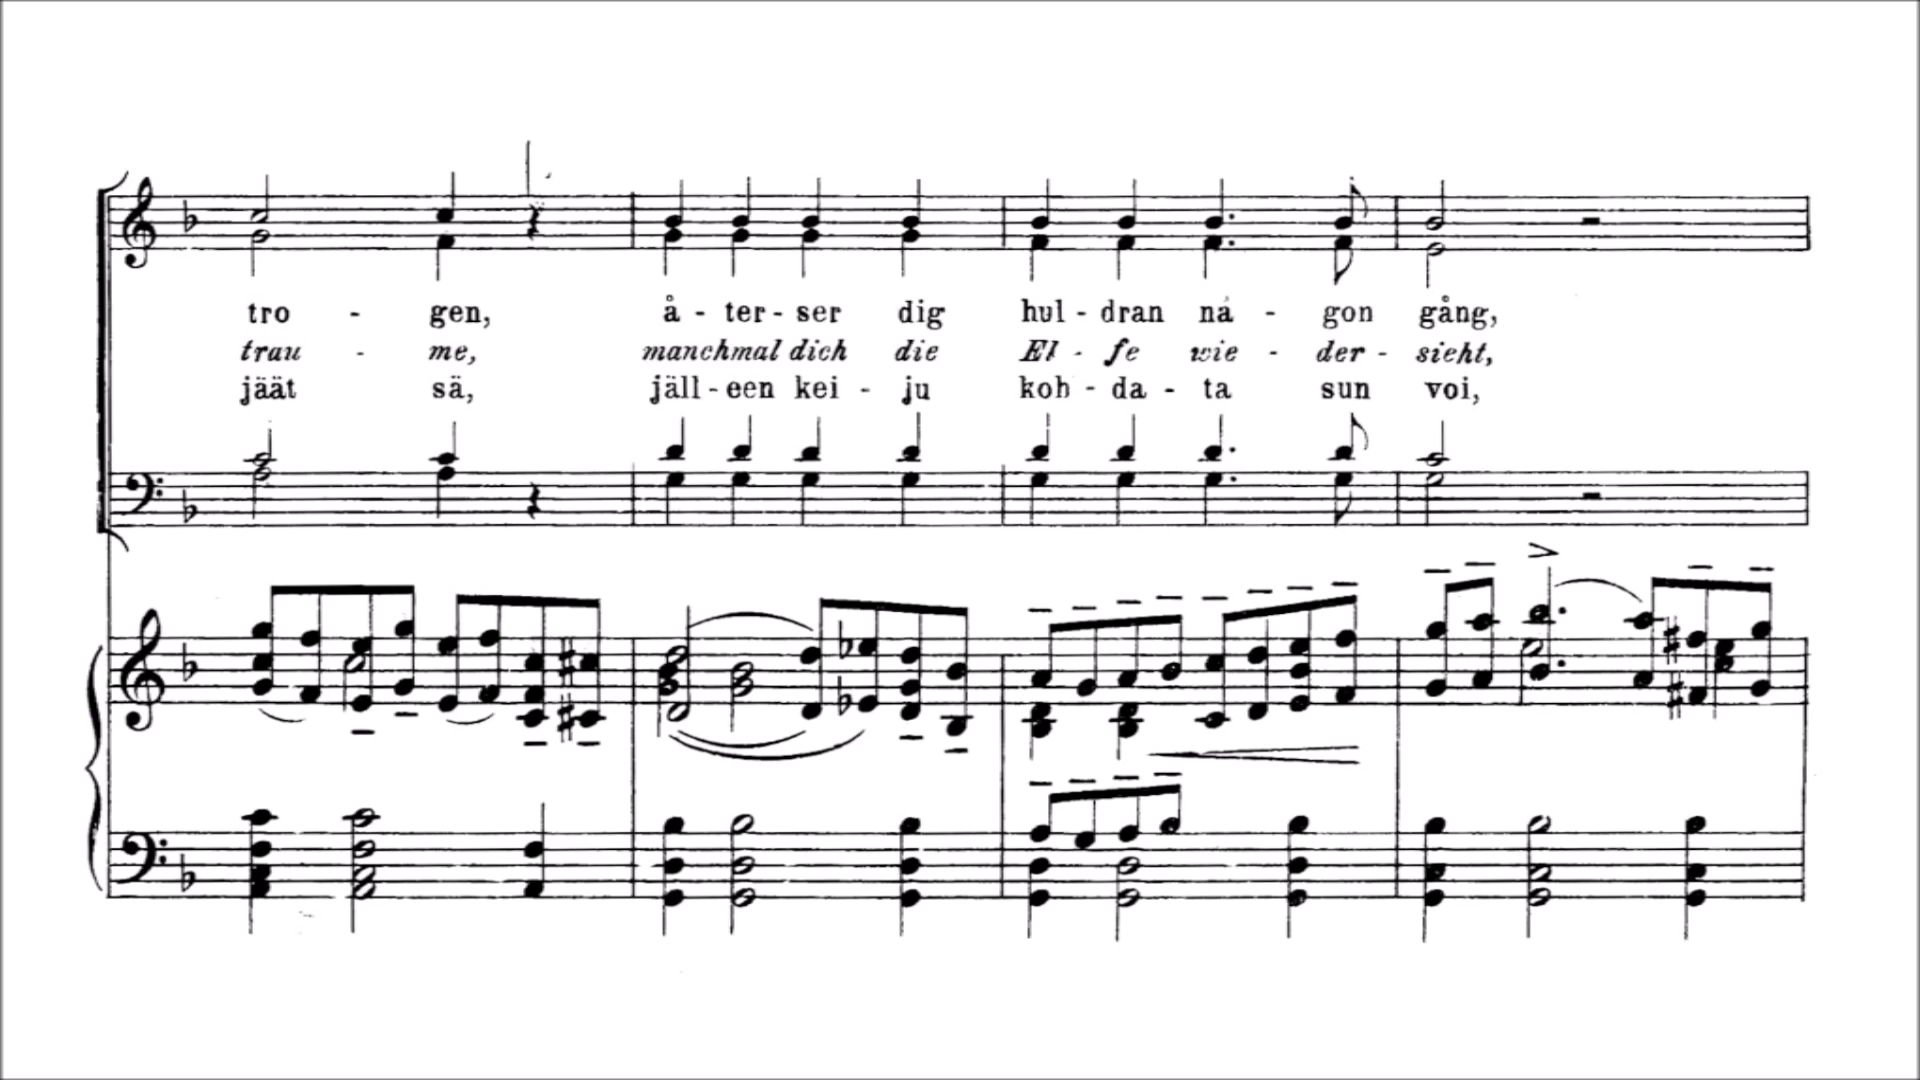 tro - gen, å - ter - ser dig hul - dran nå - gon gång,
trau - me, manchmal dich die El - fe wie - der - sieht,
jäät sä, jäll - een kei - ju koh - da - ta sun voi,